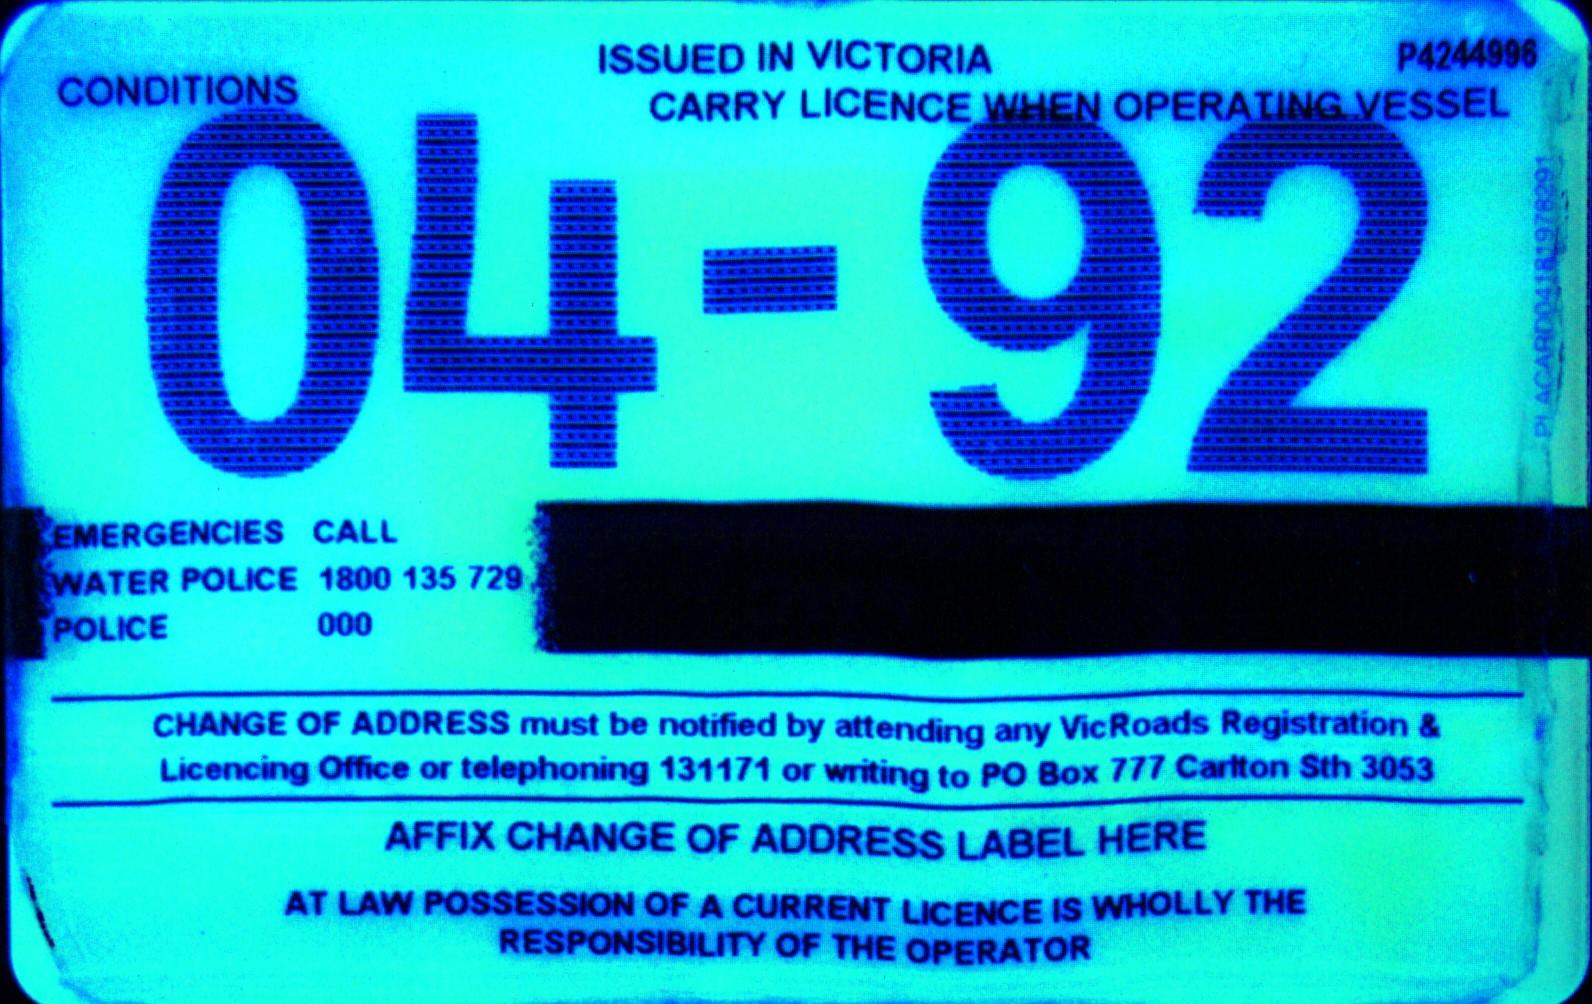 ISSUED IN VICTORIA
P4244996
CONDITIONS
CARRY LICENCE WHEN OPERATING VESSEL
04-92
EMERGENCIES CALL
WATER POLICE 1800 135 729
POLICE 000
CHANGE OF ADDRESS must be notified by attending any VicRoads Registration &
Licencing Office or telephoning 131171 or writing to PO Box 777 Carlton Sth 3053
AFFIX CHANGE OF ADDRESS LABEL HERE
AT LAW POSSESSION OF A CURRENT LICENCE IS WHOLLY THE
RESPONSIBILITY OF THE OPERATOR